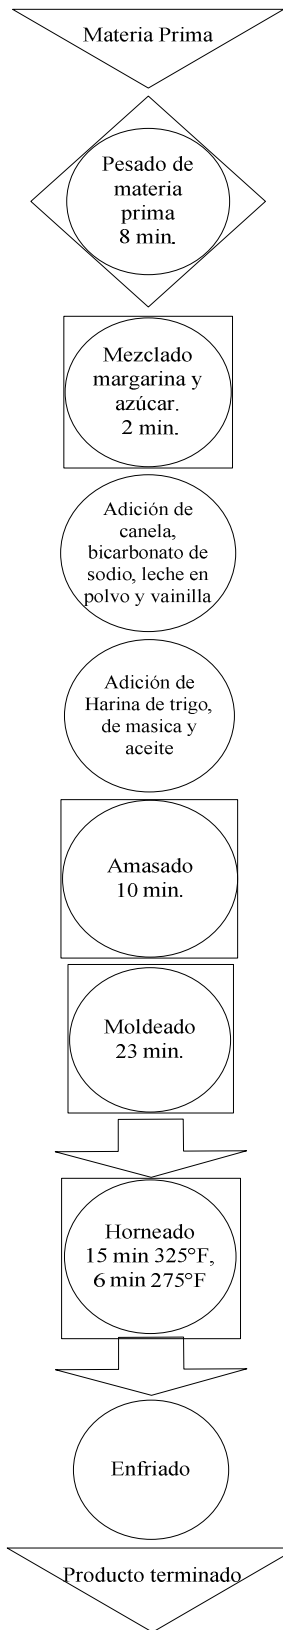 Materia Prima
Pesado de
materia
prima
8 min.
Mezclado
margarina y
azúcar.
2 min.
Adición de
canela,
bicarbonato de
sodio, leche en
polvo y vainilla
Adición de
Harina de trigo,
de masica y
aceite
Amasado
10 min.
Moldeado
23 min.
Horneado
15 min 325°F,
6 min 275°F
Enfriado
Producto terminado